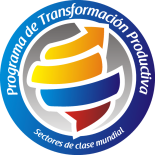 Programa de Transformación Productiva
Sectores de clase mundial